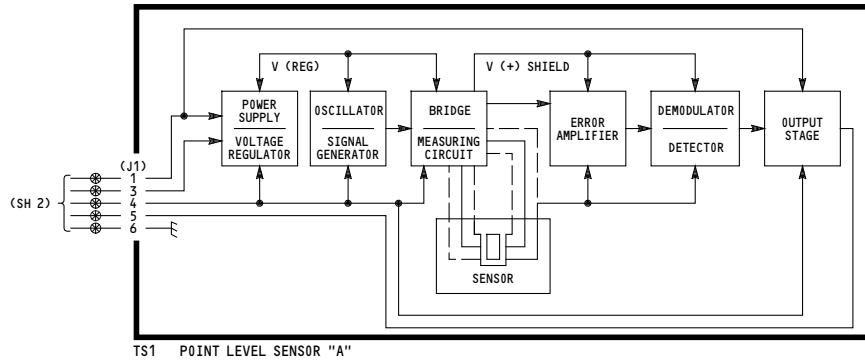 V (REG)
V (+) SHIELD
POWER
SUPPLY
VOLTAGE
REGULATOR
OSCILLATOR
SIGNAL
GENERATOR
BRIDGE
MEASURING
CIRCUIT
ERROR
AMPLIFIER
DEMODULATOR
DETECTOR
OUTPUT
STAGE
(J1)
1
3
4
5
6
(SH 2)
SENSOR
TS1 POINT LEVEL SENSOR "A"